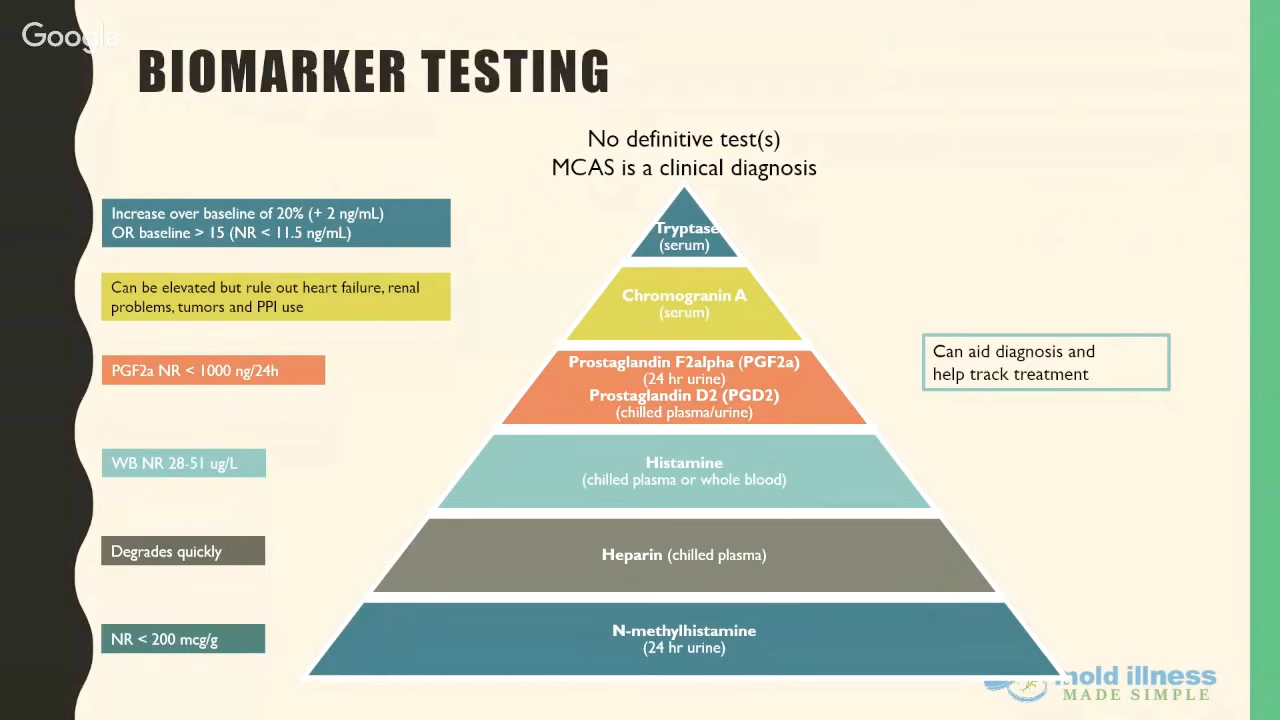 Google
BIOMARKER TESTING
No definitive test(s)
MCAS is a clinical diagnosis
Increase over baseline of 20% (+ 2 ng/mL)
OR baseline > 15 (NR < 11.5 ng/mL)
Tryptase
(serum)
Can be elevated but rule out heart failure, renal
problems, tumors and PPI use
Chromogranin A
(serum)
PGF2a NR < 1000 ng/24h
Prostaglandin F2alpha (PGF2a)
(24 hr urine)
Prostaglandin D2 (PGD2)
(chilled plasma/urine)
Can aid diagnosis and
help track treatment
WB NR 28-51 ug/L
Histamine
(chilled plasma or whole blood)
Degrades quickly
Heparin (chilled plasma)
NR < 200 mcg/g
N-methylhistamine
(24 hr urine)
mold illness
MADE SIMPLE